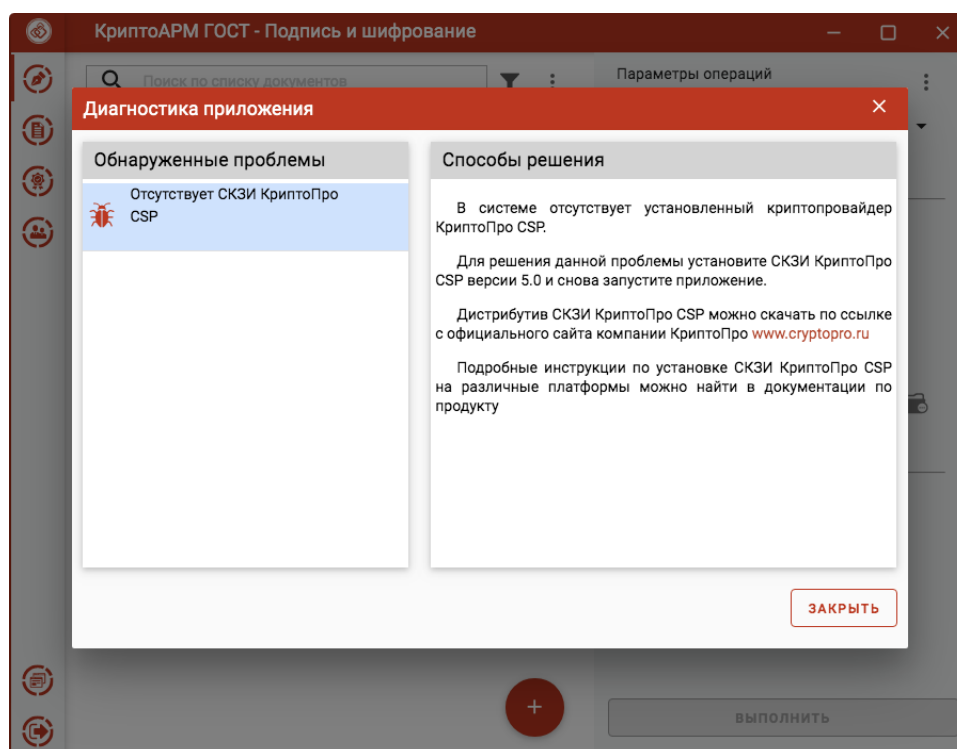 КриптоАРМ ГОСТ - Подпись и шифрование
Поиск по списку документов
Параметры операций
Диагностика приложения
Обнаруженные проблемы
Отсутствует СКЗИ КриптоПро
CSP
Способы решения
В системе отсутствует установленный криптопровайдер
КриптоПро CSP.
Для решения данной проблемы установите СКЗИ КриптоПро
CSP версии 5.0 и снова запустите приложение.
Дистрибутив СКЗИ КриптоПро CSP можно скачать по ссылке
с официального сайта компании КриптоПро www.cryptopro.ru
Подробные инструкции по установке СКЗИ КриптоПро CSP
на различные платформы можно найти в документации по
продукту
ЗАКРЫТЬ
ВЫПОЛНИТЬ